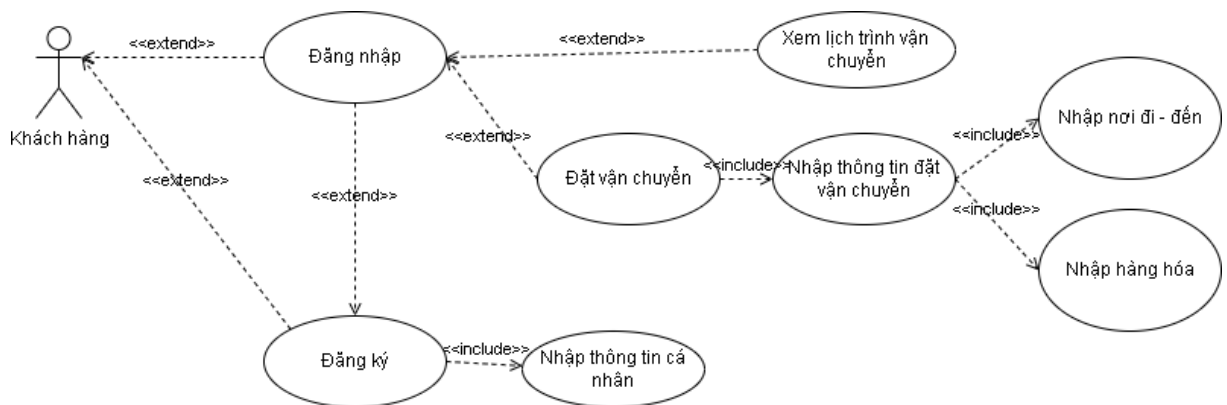 <<extend>>
Đăng nhập
<<extend>>
Xem lịch trình vận
chuyển
Khách hàng
<<extend>>
Nhập nơi đi - đến
<<include>>
Đặt vận chuyển
<<include>>
Nhập thông tin đặt
vận chuyển
<<extend>>
<<extend>>
<<include>>
Nhập hàng hóa
Đăng ký
<<include>>
Nhập thông tin cá
nhân